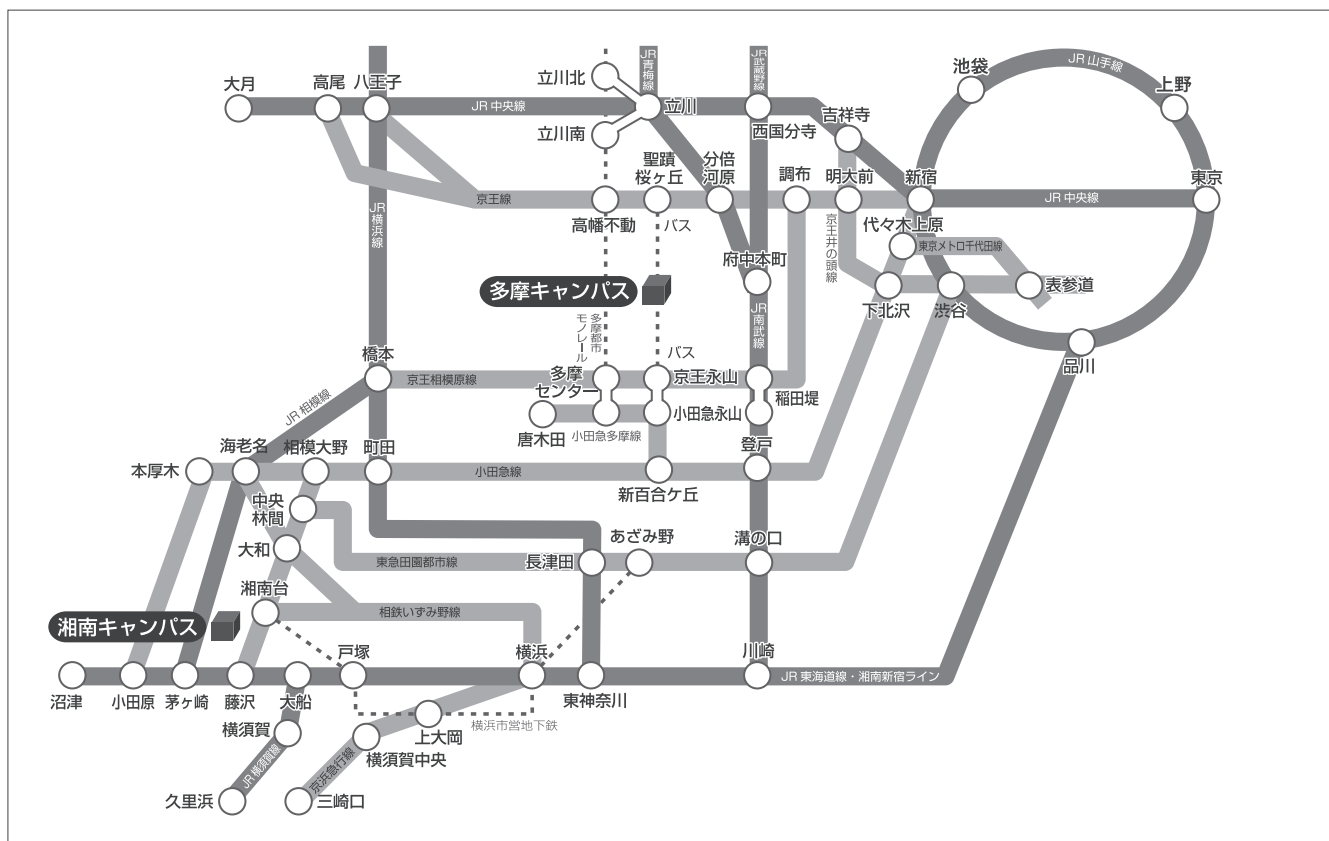 JR青梅線
JR武蔵野線
池袋
JR山手線
上野
大月
高尾
八王子
立川北
JR中央線
立川
立川南
西国分寺
吉祥寺
聖蹟
桜ヶ丘
分倍
河原
調布
明大前
新宿
JR中央線
東京
京王線
JR横浜線
高幡不動
バス
京王井の頭線
代々木上原
東京メトロ千代田線
府中本町
下北沢
渋谷
表参道
多摩キャンパス
多摩都市
モノレール
JR南武線
品川
バス
橋本
京王相模原線
多摩
センター
京王永山
稲田堤
JR相模線
唐木田
小田急多摩線
小田急永山
本厚木
海老名
相模大野
町田
小田急線
新百合ケ丘
登戸
中央
林間
大和
東急田園都市線
長津田
あざみ野
溝の口
湘南台
相鉄いずみ野線
湘南キャンパス
戸塚
横浜
川崎
JR東海道線・湘南新宿ライン
沼津
小田原
茅ヶ崎
藤沢
大船
東神奈川
横須賀
上大岡
横浜市営地下鉄
横須賀中央
JR横須賀線
京浜急行線
久里浜
三崎口